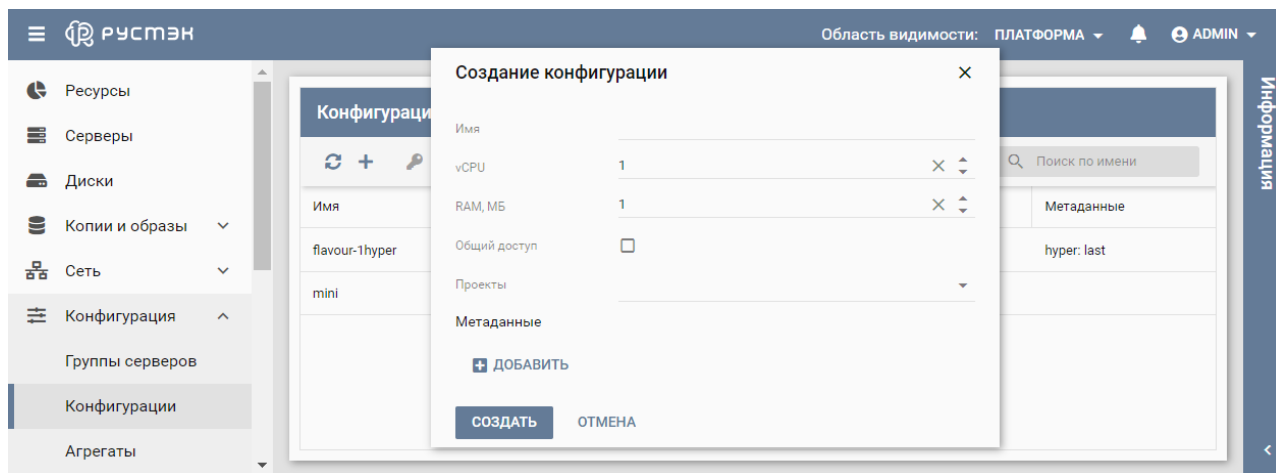 РУСТЭК
Область видимости: ПЛАТФОРМА
ADMIN
Ресурсы
Серверы
Диски
Копии и образы
Сеть
Конфигурация
Группы серверов
Конфигурации
Агрегаты
Конфигураци
Поиск по имени
Имя
Метаданные
flavour-1hyper
hyper: last
mini
Создание конфигурации
Имя
vCPU 1
RAM, МБ 1
Общий доступ
Проекты
Метаданные
ДОБАВИТЬ
СОЗДАТЬ ОТМЕНА
Информация